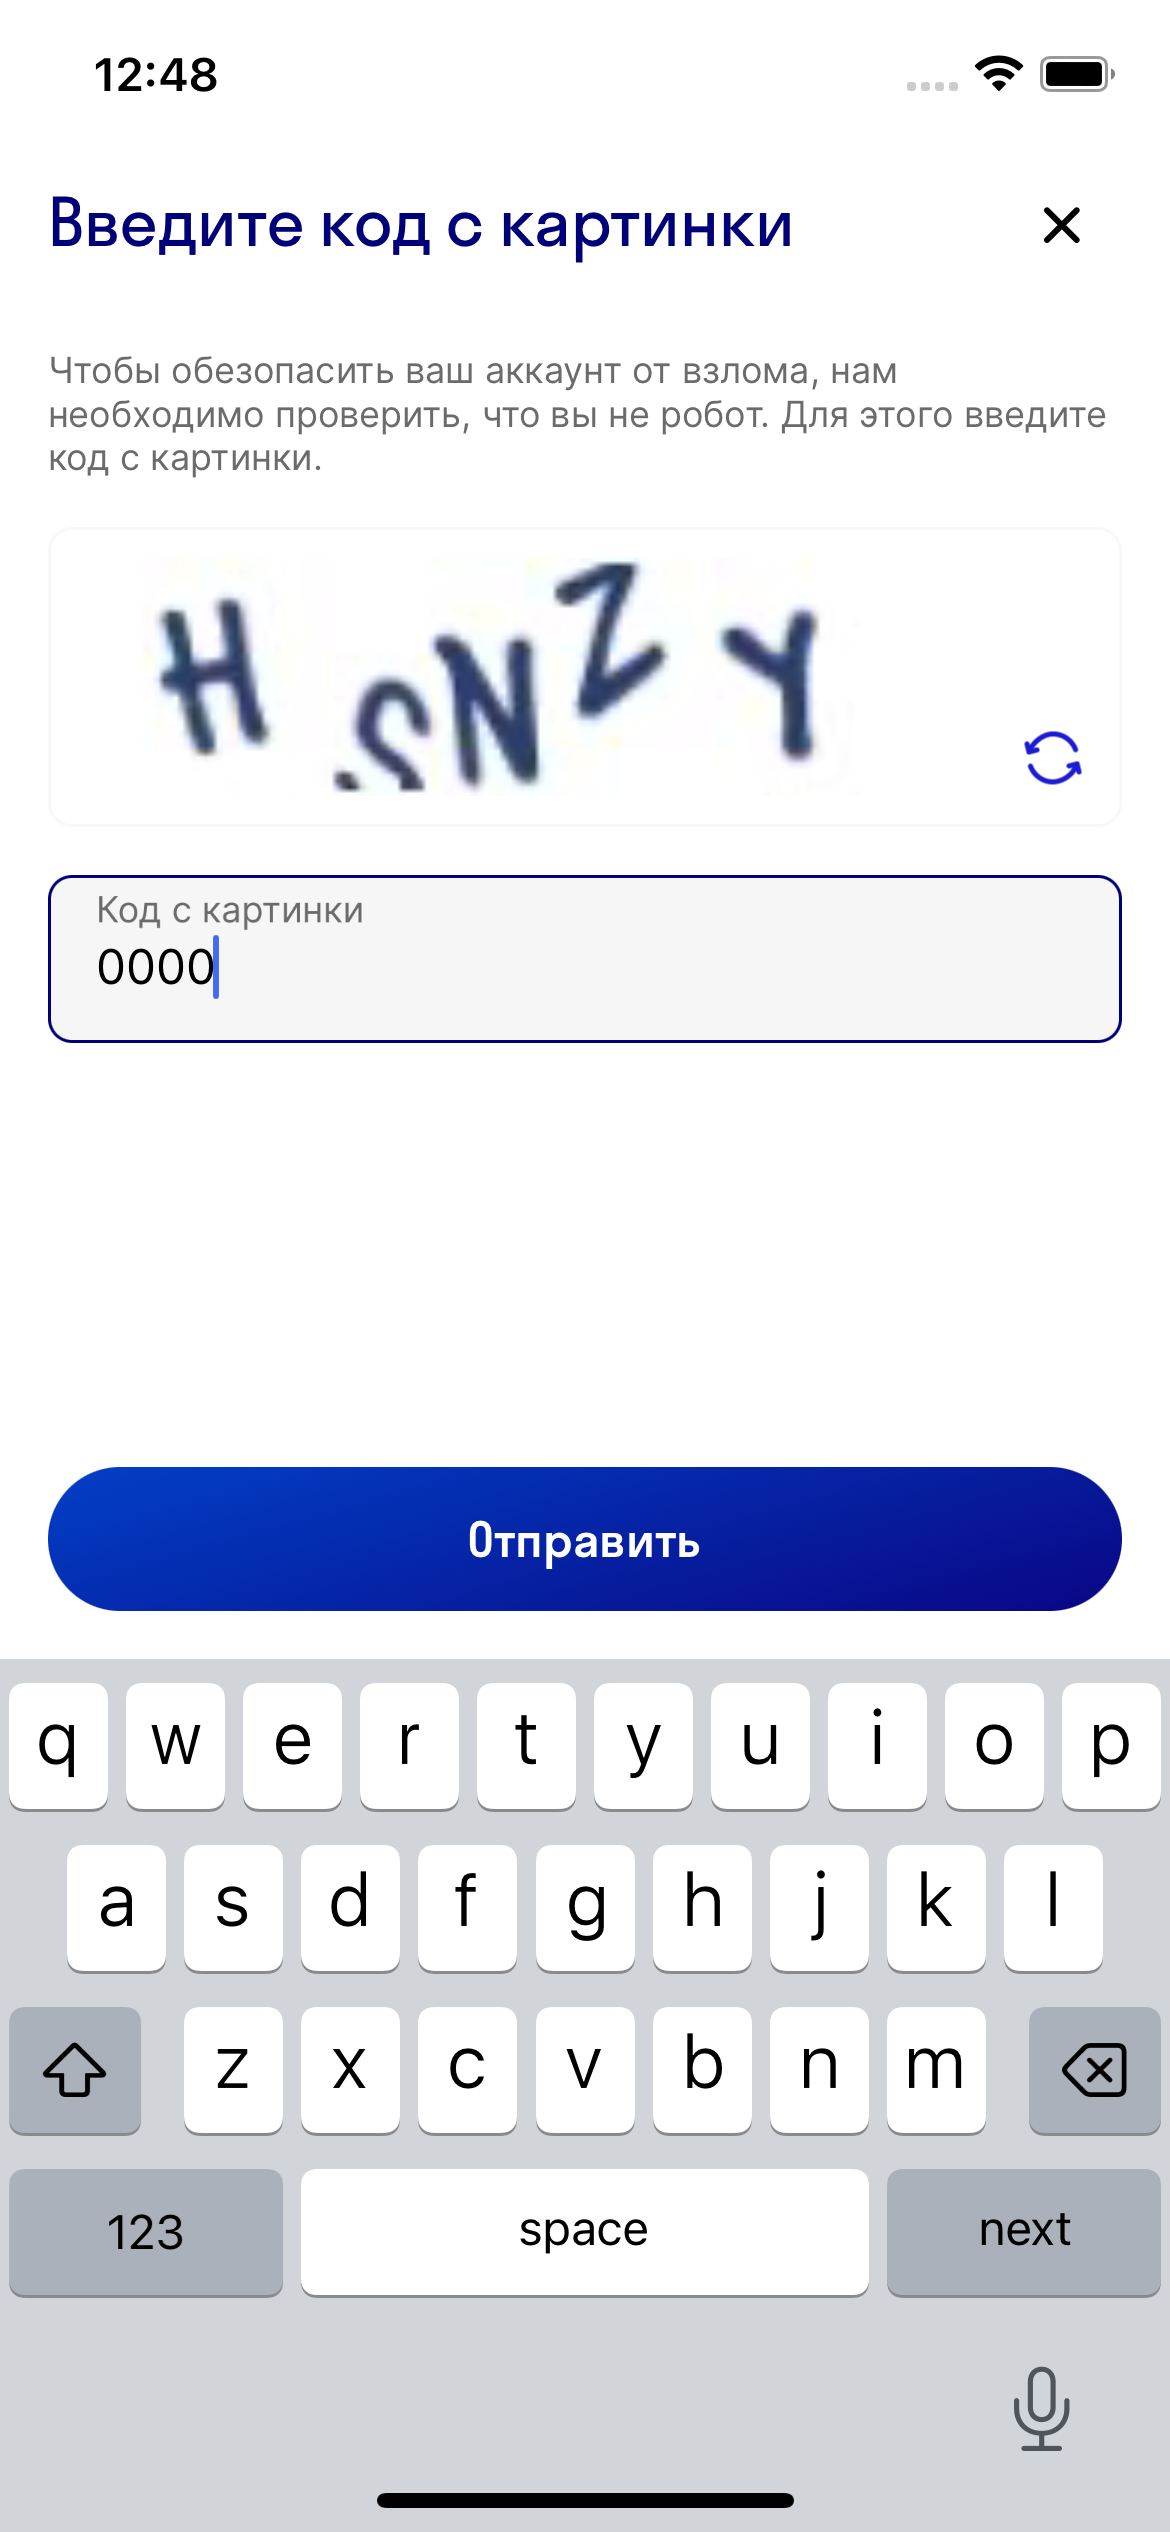 12:48
Введите код с картинки
Чтобы обезопасить ваш аккаунт от взлома, нам
необходимо проверить, что вы не робот. Для этого введите
код с картинки.
HSNZY
Код с картинки
0000
Отправить
q w e r t y u i o p
a s d f g h j k l
z x c v b n m
123 space next